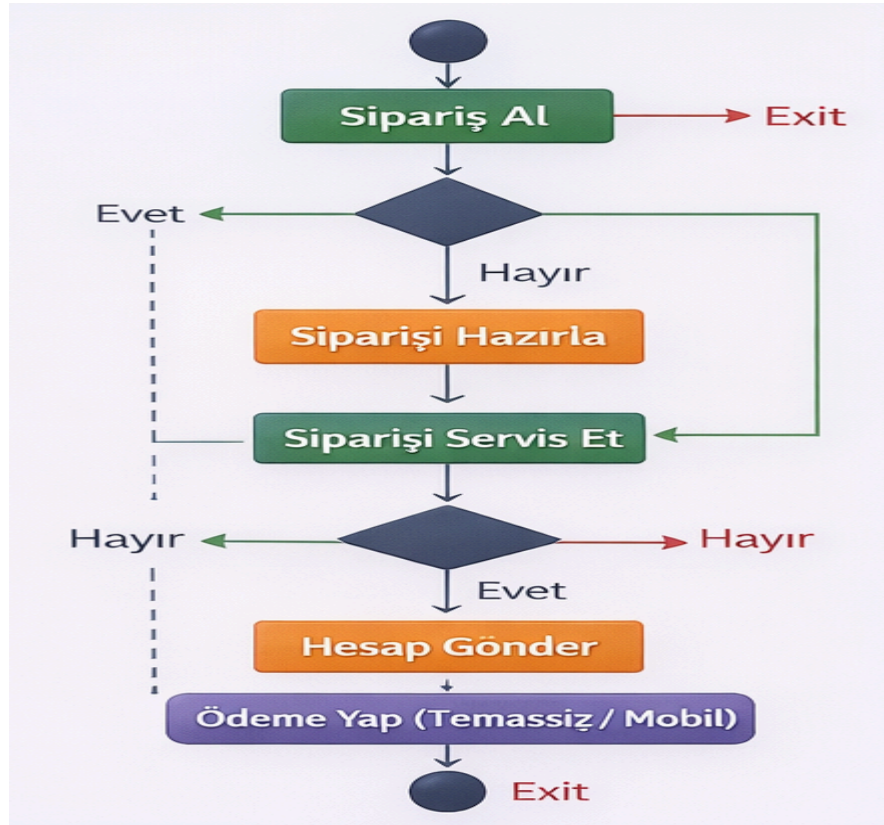 Sipariş Al
Exit
Evet
Hayır
Siparişi Hazırla
Siparişi Servis Et
Hayır
Hayır
Evet
Hesap Gönder
Ödeme Yap (Temassiz / Mobil)
Exit